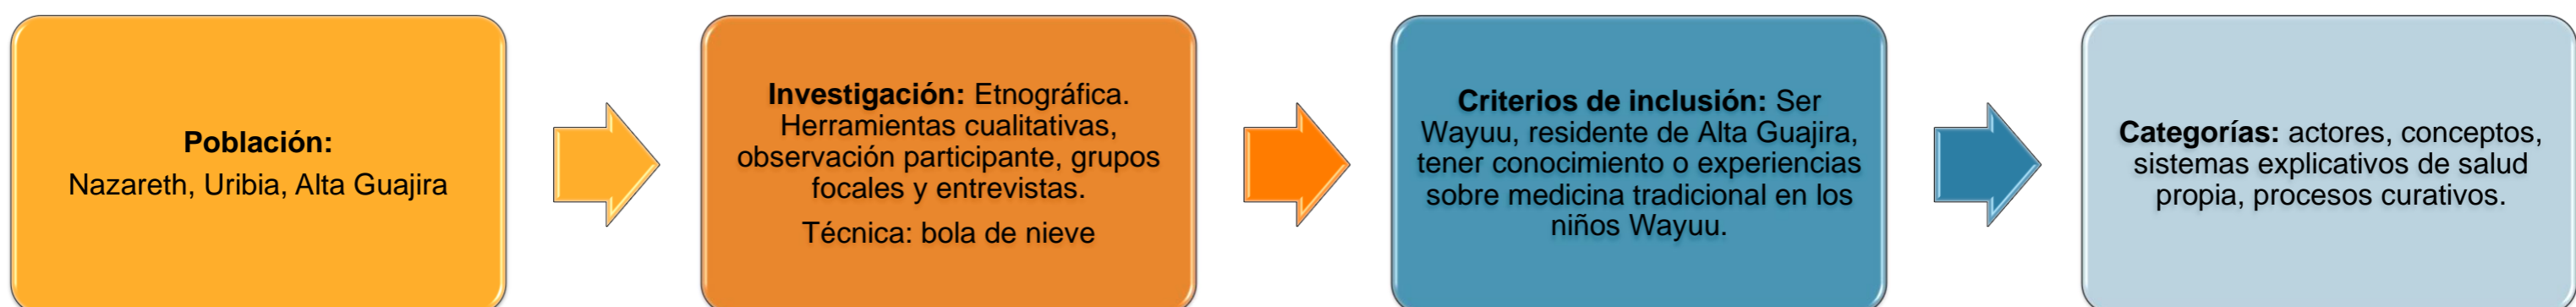 Población:
Nazareth, Uribia, Alta Guajira
Investigación: Etnográfica.
Herramientas cualitativas,
observación participante, grupos
focales y entrevistas.
Técnica: bola de nieve
Criterios de inclusión: Ser
Wayuu, residente de Alta Guajira,
tener conocimiento o experiencias
sobre medicina tradicional en los
niños Wayuu.
Categorías: actores, conceptos,
sistemas explicativos de salud
propia, procesos curativos.